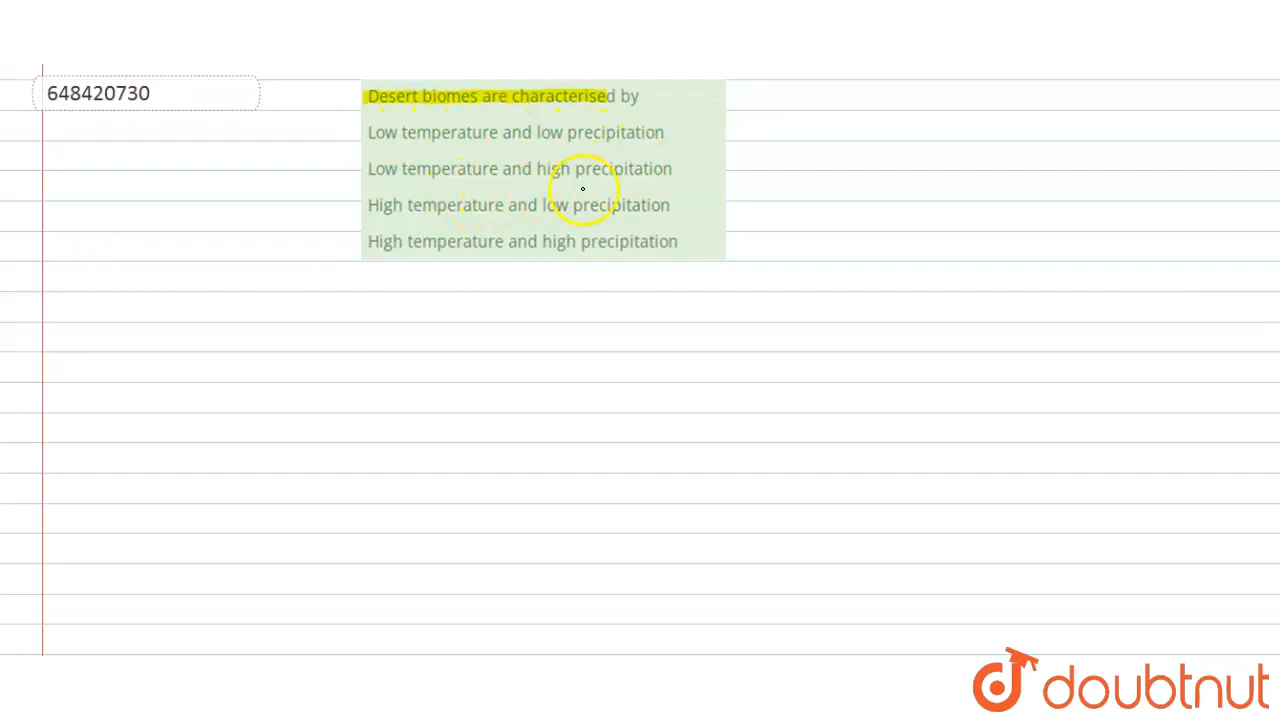 648420730
Desert biomes are characterised by
Low temperature and low precipitation
Low temperature and high precipitation
High temperature and low precipitation
High temperature and high precipitation
doubtnut